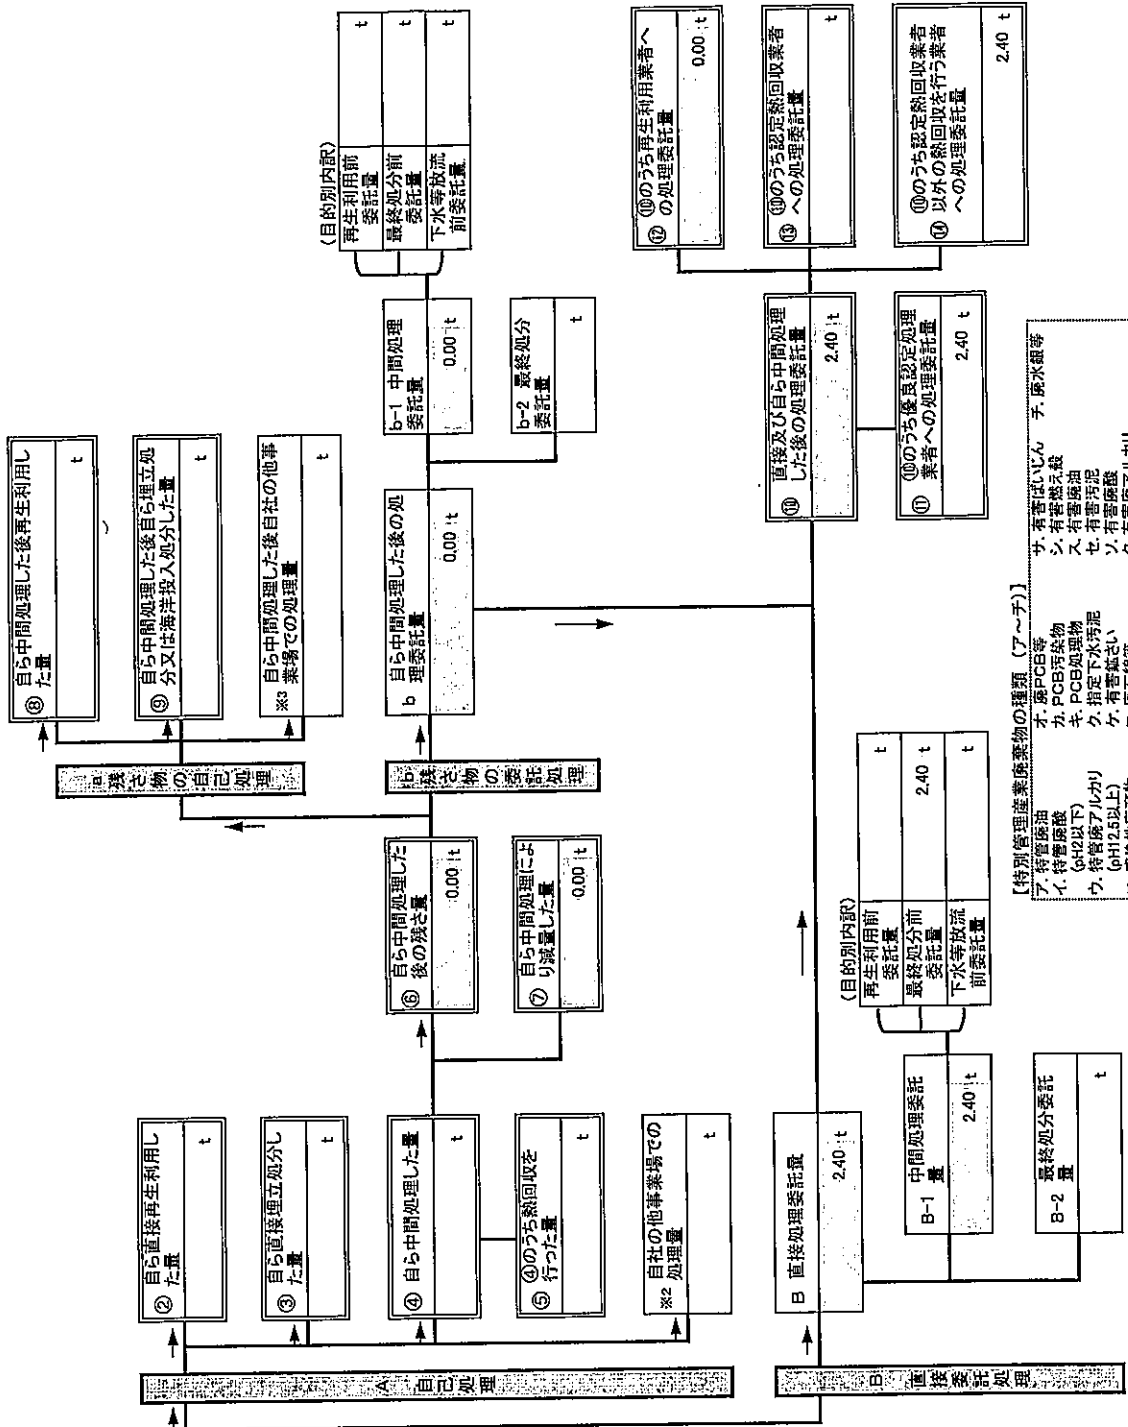 A 自己処理
② 自ら直接再生利用し
た量
t
③ 自ら直接埋立処分し
た量
t
④ 自ら中間処理した量
t
⑤ ④のうち熱回収を
行った量
t
※2 自社の他事業場での
処理量
t
⑥ 自ら中間処理した
後の残さ量
0.00 t
⑦ 自ら中間処理によ
り減量した量
0.00 t
a 残さ物の自己処理
⑧ 自ら中間処理した後再生利用し
た量
t
⑨ 自ら中間処理した後自ら埋立処
分又は海洋投入処分した量
t
※3 自ら中間処理した後自社の他事
業場での処理量
t
b 残さ物の委託処理
b 自ら中間処理した後の処
理委託量
0.00 t
b-1 中間処理
委託量
0.00 t
b-2 最終処分
委託量
t
(目的別内訳)
再生利用前
委託量
t
最終処分前
委託量
t
下水等放流
前委託量
t
B 直接委託処理
B 直接処理委託量
2.40 t
B-1 中間処理委託
量
2.40 t
B-2 最終処分委託
量
t
(目的別内訳)
再生利用前
委託量
t
最終処分前
委託量
2.40 t
下水等放流
前委託量
t
⑩ 直接及び自ら中間処理
した後の処理委託量
2.40 t
⑪ ⑩のうち優良認定処理
業者への処理委託量
2.40 t
⑫ ⑩のうち再生利用業者へ
の処理委託量
0.00 t
⑬ ⑩のうち認定熱回収業者
への処理委託量
t
⑭ ⑩のうち認定熱回収業者
以外の熱回収を行う業者
への処理委託量
2.40 t
【特別管理産業廃棄物の種類 (ア～チ)】
ア. 特管廃油
イ. 特管廃酸
(pH2以下)
ウ. 特管廃アルカリ
(pH12.5以上)
オ. 廃PCB等
カ. PCB汚染物
キ. PCB処理物
ク. 指定下水汚泥
ケ. 有害鉱さい
サ. 有害ばいじん
シ. 有害燃え殻
ス. 有害廃油
セ. 有害汚泥
ソ. 有害廃酸
チ. 廃水銀等